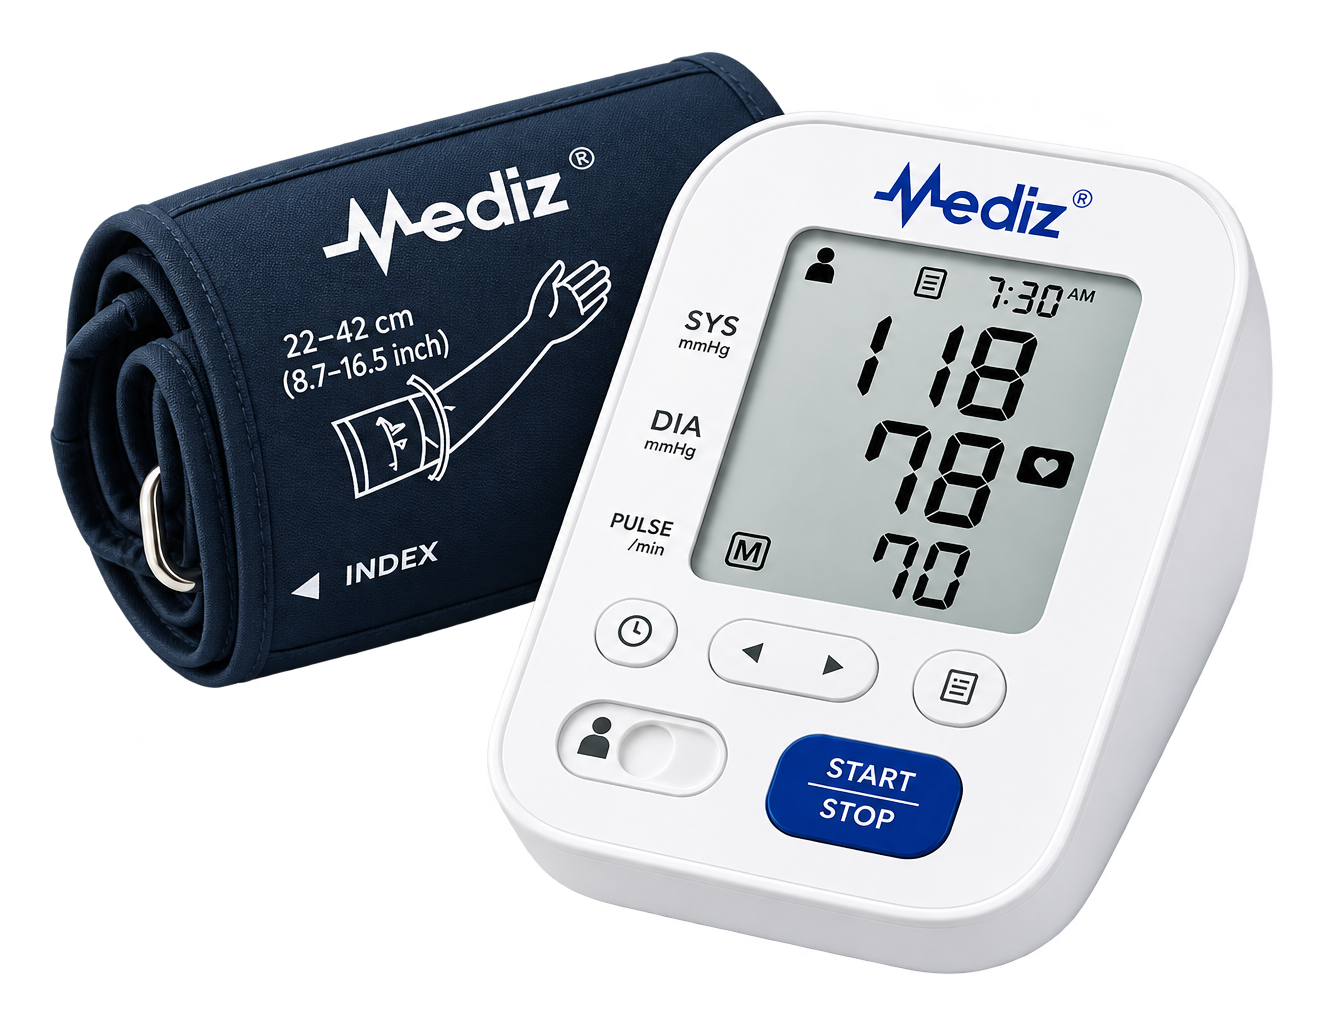 Mediz®
22–42 cm
(8.7–16.5 inch)
INDEX
Mediz®
7:30 AM
SYS
mmHg
118
DIA
mmHg
78
PULSE
/min
M
70
START
STOP